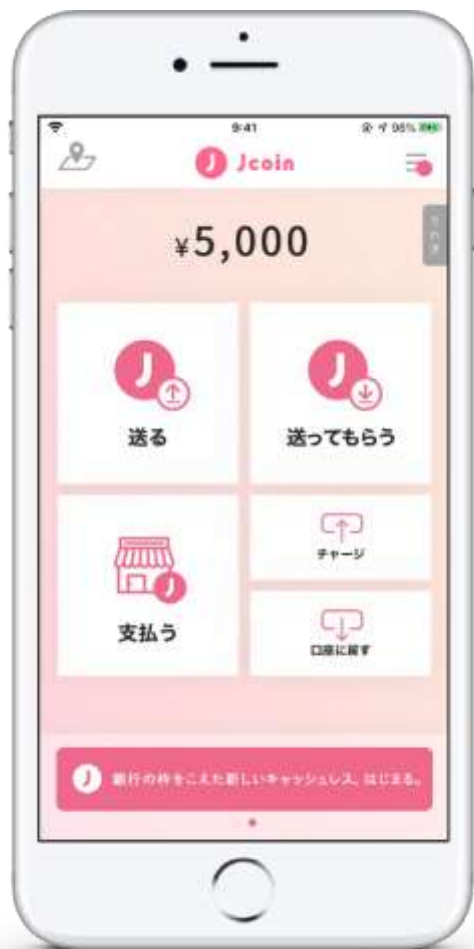 9:41
96%
Jcoin
¥5,000
送る
送ってもらう
支払う
チャージ
口座に戻す
銀行の枠をこえた新しいキャッシュレス、はじまる。